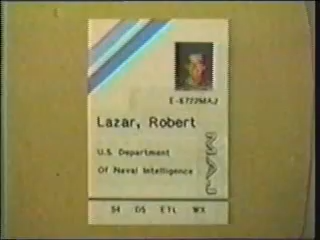 E-6722MAJ
Lazar, Robert
U.S. Department
Of Naval Intelligence
MAJ
S4 DS ETL WX